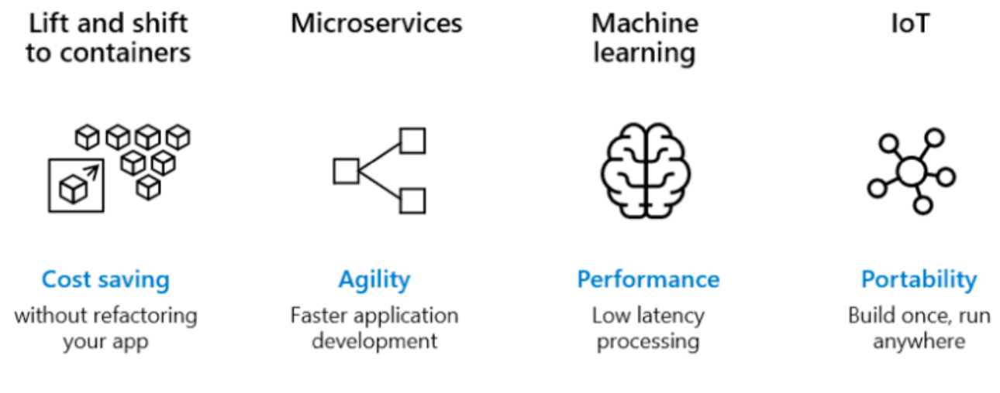 Lift and shift
to containers
Cost saving
without refactoring
your app
Microservices
Agility
Faster application
development
Machine
learning
Performance
Low latency
processing
IoT
Portability
Build once, run
anywhere